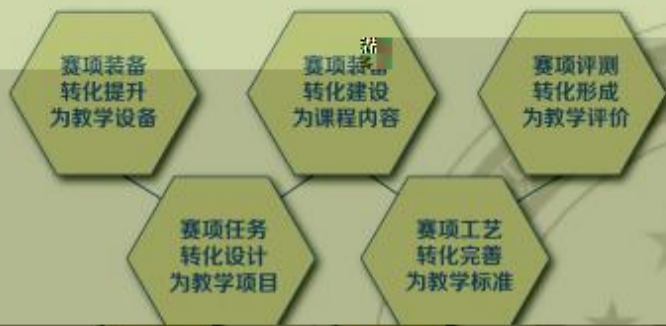 赛项装备
转化提升
为教学设备
赛项装备
转化建设
为课程内容
赛项评测
转化形成
为教学评价
赛项任务
转化设计
为教学项目
赛项工艺
转化完善
为教学标准